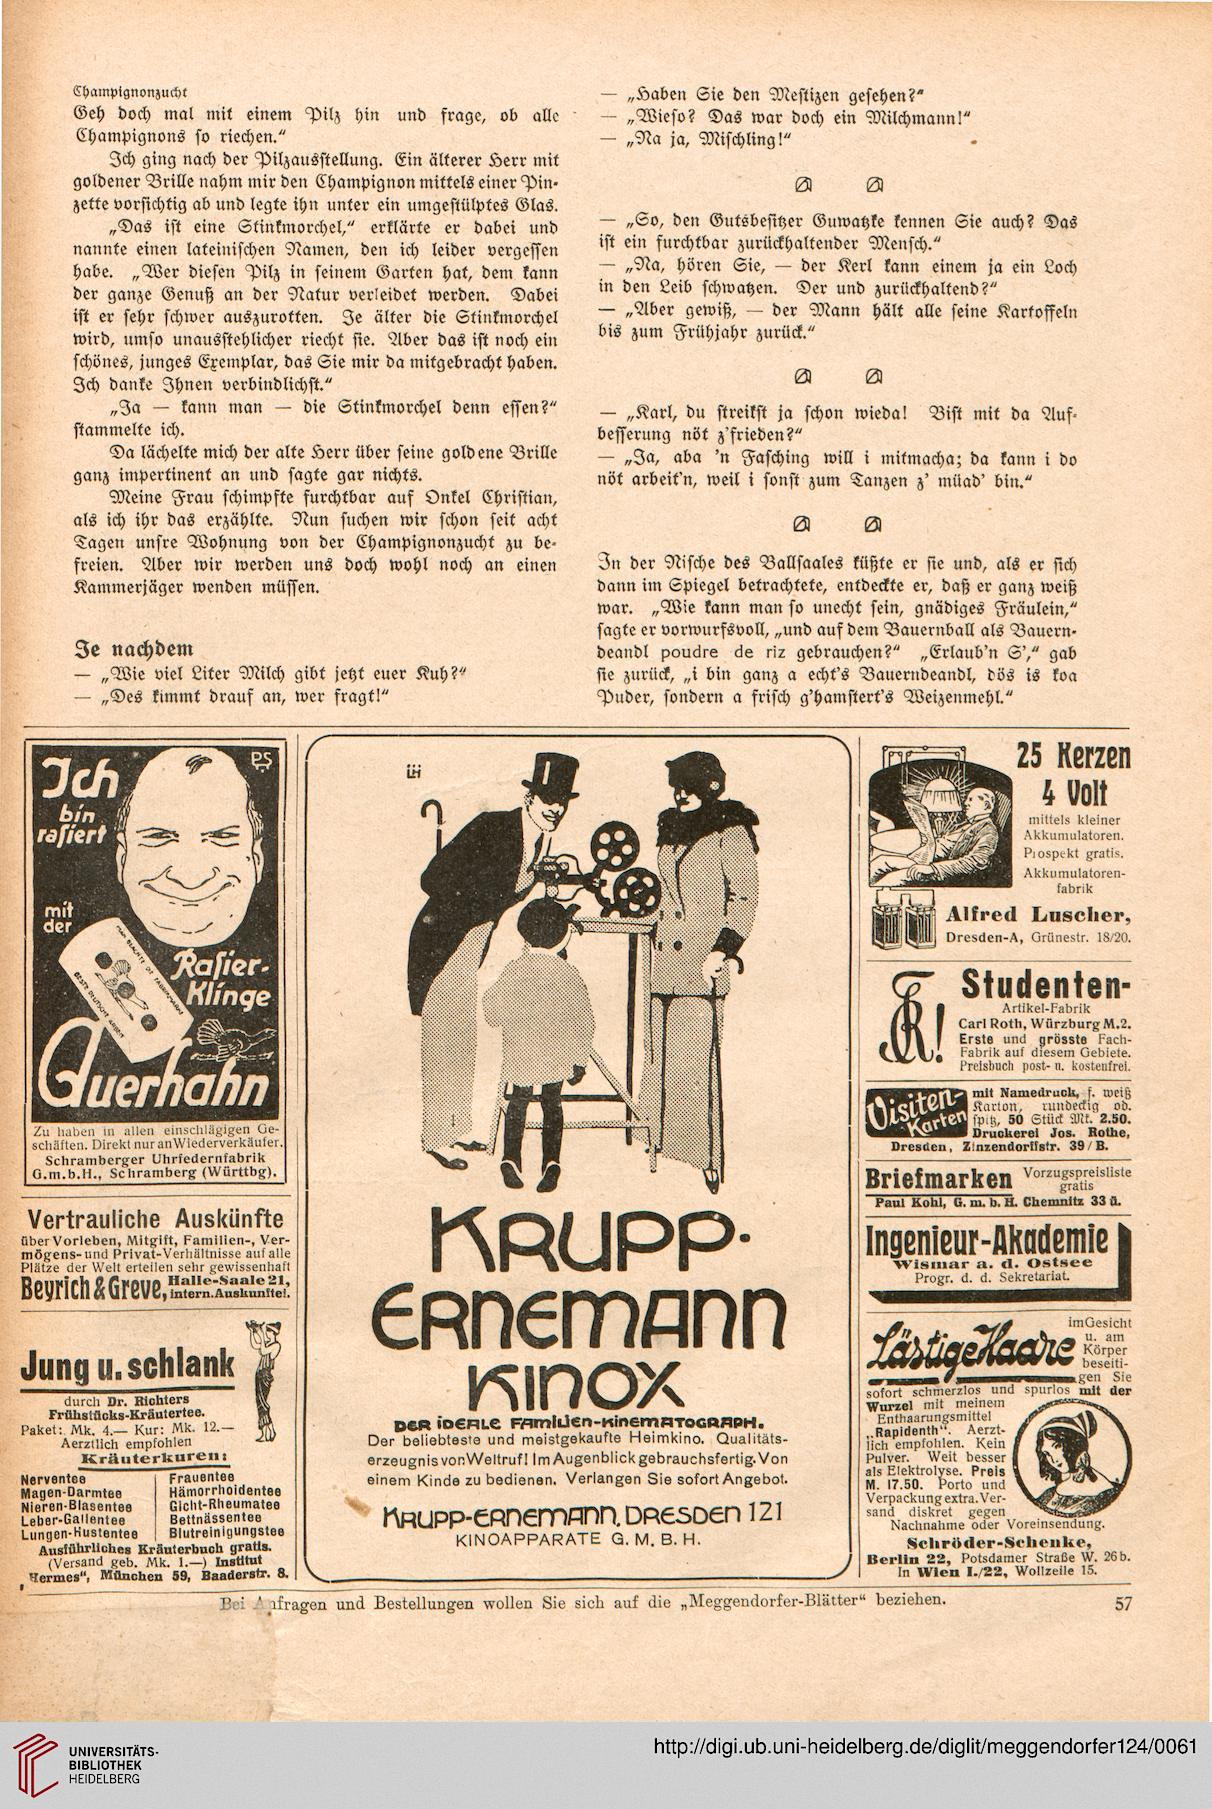 Champignonzucht
Geh doch mal mit einem Pilz hin und frage, ob alle
Champignons so riechen.“
Ich ging nach der Pilzausstellung. Ein älterer Herr mit
goldener Brille nahm mir den Champignon mittels einer Pin-
zette vorsichtig ab und legte ihn unter ein umgestülptes Glas.
„Das ist eine Stinkmorchel,“ erklärte er dabei und
nannte einen lateinischen Namen, den ich leider vergessen
habe. „Wer diesen Pilz in seinem Garten hat, dem kann
der ganze Genuß an der Natur verleidet werden. Dabei
ist er sehr schwer auszurotten. Je älter die Stinkmorchel
wird, umso unausstehlicher riecht sie. Aber das ist noch ein
schönes, junges Exemplar, das Sie mir da mitgebracht haben.
Ich danke Ihnen verbindlichst.“
„Ja — kann man — die Stinkmorchel denn essen?“
stammelte ich.
Da lächelte mich der alte Herr über seine goldene Brille
ganz impertinent an und sagte gar nichts.
Meine Frau schimpfte furchtbar auf Onkel Christian,
als ich ihr das erzählte. Nun suchen wir schon seit acht
Tagen unsre Wohnung von der Champignonzucht zu be-
freien. Aber wir werden uns doch wohl noch an einen
Kammerjäger wenden müssen.
Je nachdem
— „Wie viel Liter Milch gibt jetzt euer Kuh?“
— „Des kimmt drauf an, wer fragt!“
— „Haben Sie den Mestizen gesehen?“
— „Wieso? Das war doch ein Milchmann!“
— „Na ja, Mischling!“
— „So, den Gutsbesitzer Guwatzke kennen Sie auch? Das
ist ein furchtbar zurückhaltender Mensch.“
— „Na, hören Sie, — der Kerl kann einem ja ein Loch
in den Leib schwatzen. Der und zurückhaltend?“
— „Aber gewiß, — der Mann hält alle seine Kartoffeln
bis zum Frühjahr zurück.“
— „Karl, du streikst ja schon wieda! Bist mit da Auf-
besserung nöt z'frieden?“
— „Ja, aba 'n Fasching will i mitmacha; da kann i do
nöt arbeit'n, weil i sonst zum Tanzen z' müad' bin.“
In der Nische des Ballsaales küßte er sie und, als er sich
dann im Spiegel betrachtete, entdeckte er, daß er ganz weiß
war. „Wie kann man so unecht sein, gnädiges Fräulein,“
sagte er vorwurfsvoll, „und auf dem Bauernball als Bauern-
deandl poudre de riz gebrauchen?“ „Erlaub'n S',“ gab
sie zurück, „i bin ganz a echt's Bauerndeandl, dös is koa
Puder, sondern a frisch g'hamstert's Weizenmehl.“
Ich
bin
rasiert
mit
der
Rasier-
Klinge
Auerhahn
Zu haben in allen einschlägigen Ge-
schäften. Direkt nur an Wiederverkäufer.
Schramberger Uhrfedernfabrik
G.m.b.H., Schramberg (Württbg).
Vertrauliche Auskünfte
über Vorleben, Mitgift, Familien-, Ver-
mögens- und Privat-Verhältnisse auf alle
Plätze der Welt erteilen sehr gewissenhaft
Beyrich & Greve, Halle-Saale 21,
intern. Auskunftei.
Jung u. schlank
durch Dr. Richters
Frühstücks-Kräutertee.
Paket: Mk. 4.— Kur: Mk. 12.—
Aerztlich empfohlen
Kräuterkuren:
Nerventee
Magen-Darmtee
Nieren-Blasentee
Leber-Gallentee
Lungen-Hustentee
Frauentee
Hämorrhoidentee
Gicht-Rheumatee
Bettnässentee
Blutreinigungstee
Ausführliches Kräuterbuch gratis.
(Versand geb. Mk. 1.—) Institut
„Hermes“, München 59, Baaderstr. 8.
KRUPP-
ERNEMANN
KINOX
DER IDEALE FAMILIEN-KINEMATOGRAPH.
Der beliebteste und meistgekaufte Heimkino. Qualitäts-
erzeugnis von Weltruf! Im Augenblick gebrauchsfertig. Von
einem Kinde zu bedienen. Verlangen Sie sofort Angebot.
KRUPP-ERNEMANN, DRESDEN 121
KINOAPPARATE G. M. B. H.
25 Kerzen
4 Volt
mittels kleiner
Akkumulatoren.
Prospekt gratis.
Akkumulatoren-
fabrik
Alfred Luscher,
Dresden-A, Grünestr. 18/20.
Studenten-
Artikel-Fabrik
Carl Roth, Würzburg M.2.
Erste und grösste Fach-
Fabrik auf diesem Gebiete.
Preisbuch post- u. kostenfrei.
Visiten-
Karten
mit Namedruck, f. weiß
Karton, rundeckig od.
spitz, 50 Stück Mk. 2.50.
Druckerei Jos. Rothe,
Dresden, Zinzendorffstr. 39/B.
Briefmarken Vorzugspreisliste
gratis
Paul Kohl, G. m. b. H. Chemnitz 33 ü.
Ingenieur-Akademie
Wismar a. d. Ostsee
Progr. d. d. Sekretariat.
Lästige Haare
im Gesicht
u. am
Körper
beseiti-
gen Sie
sofort schmerzlos und spurlos mit der
Wurzel mit meinem
Enthaarungsmittel
„Rapidenth“. Aerzt-
lich empfohlen. Kein
Pulver. Weit besser
als Elektrolyse. Preis
M. 17.50. Porto und
Verpackung extra. Ver-
sand diskret gegen
Nachnahme oder Voreinsendung.
Schröder-Schenke,
Berlin 22, Potsdamer Straße W. 26b.
In Wien I./22, Wollzeile 15.
Bei Anfragen und Bestellungen wollen Sie sich auf die „Meggendorfer-Blätter“ beziehen.
57
UNIVERSITÄTS-
BIBLIOTHEK
HEIDELBERG
http://digi.ub.uni-heidelberg.de/diglit/meggendorfer124/0061